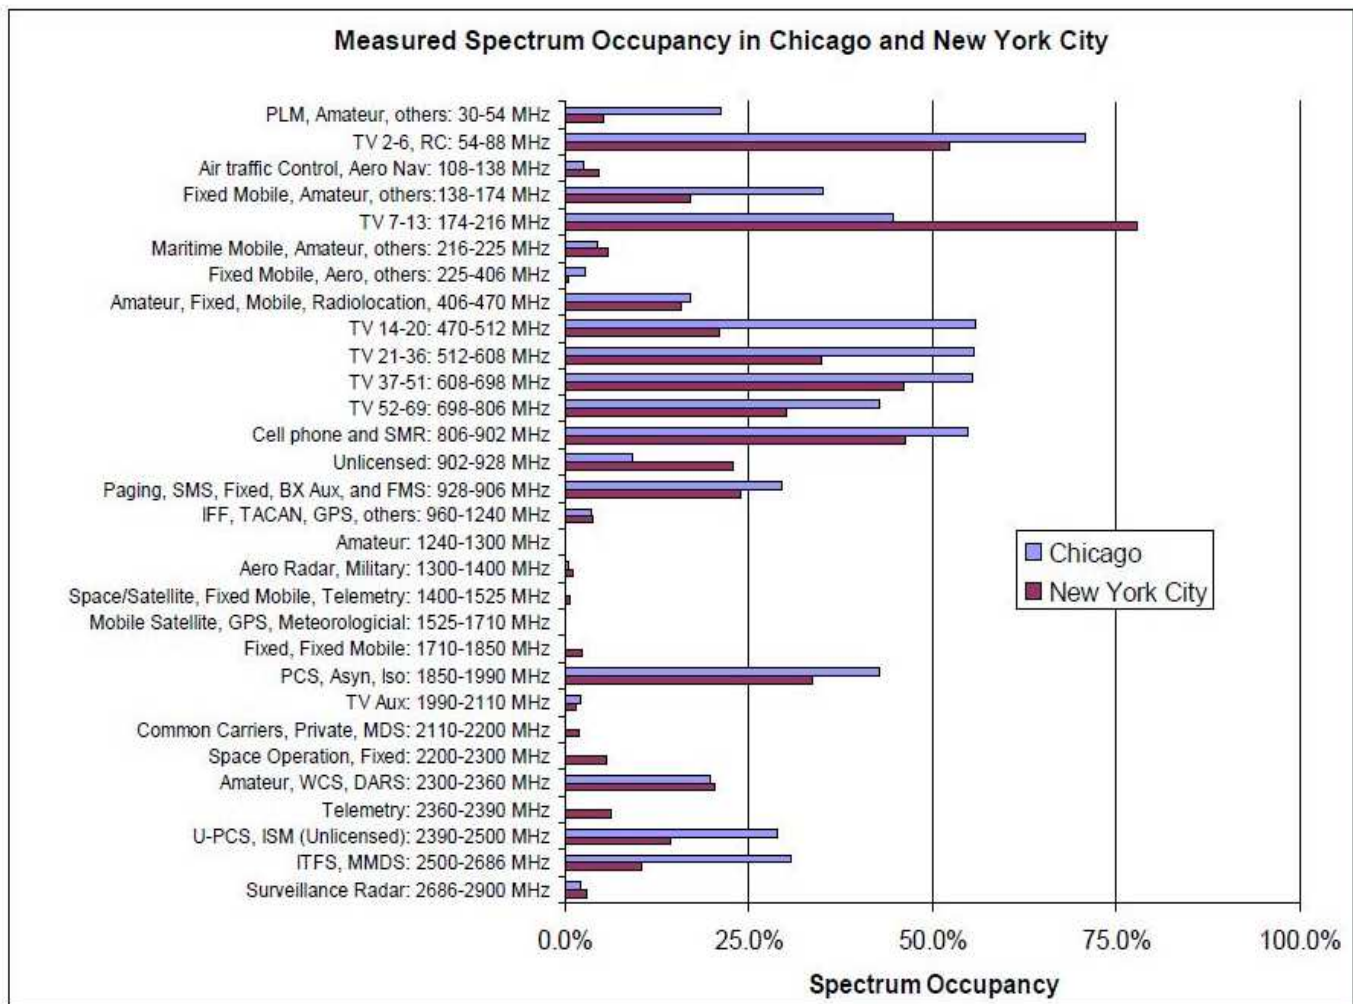 Measured Spectrum Occupancy in Chicago and New York City
PLM, Amateur, others: 30-54 MHz
TV 2-6, RC: 54-88 MHz
Air traffic Control, Aero Nav: 108-138 MHz
Fixed Mobile, Amateur, others:138-174 MHz
TV 7-13: 174-216 MHz
Maritime Mobile, Amateur, others: 216-225 MHz
Fixed Mobile, Aero, others: 225-406 MHz
Amateur, Fixed, Mobile, Radiolocation, 406-470 MHz
TV 14-20: 470-512 MHz
TV 21-36: 512-608 MHz
TV 37-51: 608-698 MHz
TV 52-69: 698-806 MHz
Cell phone and SMR: 806-902 MHz
Unlicensed: 902-928 MHz
Paging, SMS, Fixed, BX Aux, and FMS: 928-906 MHz
IFF, TACAN, GPS, others: 960-1240 MHz
Amateur: 1240-1300 MHz
Aero Radar, Military: 1300-1400 MHz
Space/Satellite, Fixed Mobile, Telemetry: 1400-1525 MHz
Mobile Satellite, GPS, Meteorologicial: 1525-1710 MHz
Fixed, Fixed Mobile: 1710-1850 MHz
PCS, Asyn, Iso: 1850-1990 MHz
TV Aux: 1990-2110 MHz
Common Carriers, Private, MDS: 2110-2200 MHz
Space Operation, Fixed: 2200-2300 MHz
Amateur, WCS, DARS: 2300-2360 MHz
Telemetry: 2360-2390 MHz
U-PCS, ISM (Unlicensed): 2390-2500 MHz
ITFS, MMDS: 2500-2686 MHz
Surveillance Radar: 2686-2900 MHz
Chicago
New York City
0.0% 25.0% 50.0% 75.0% 100.0%
Spectrum Occupancy